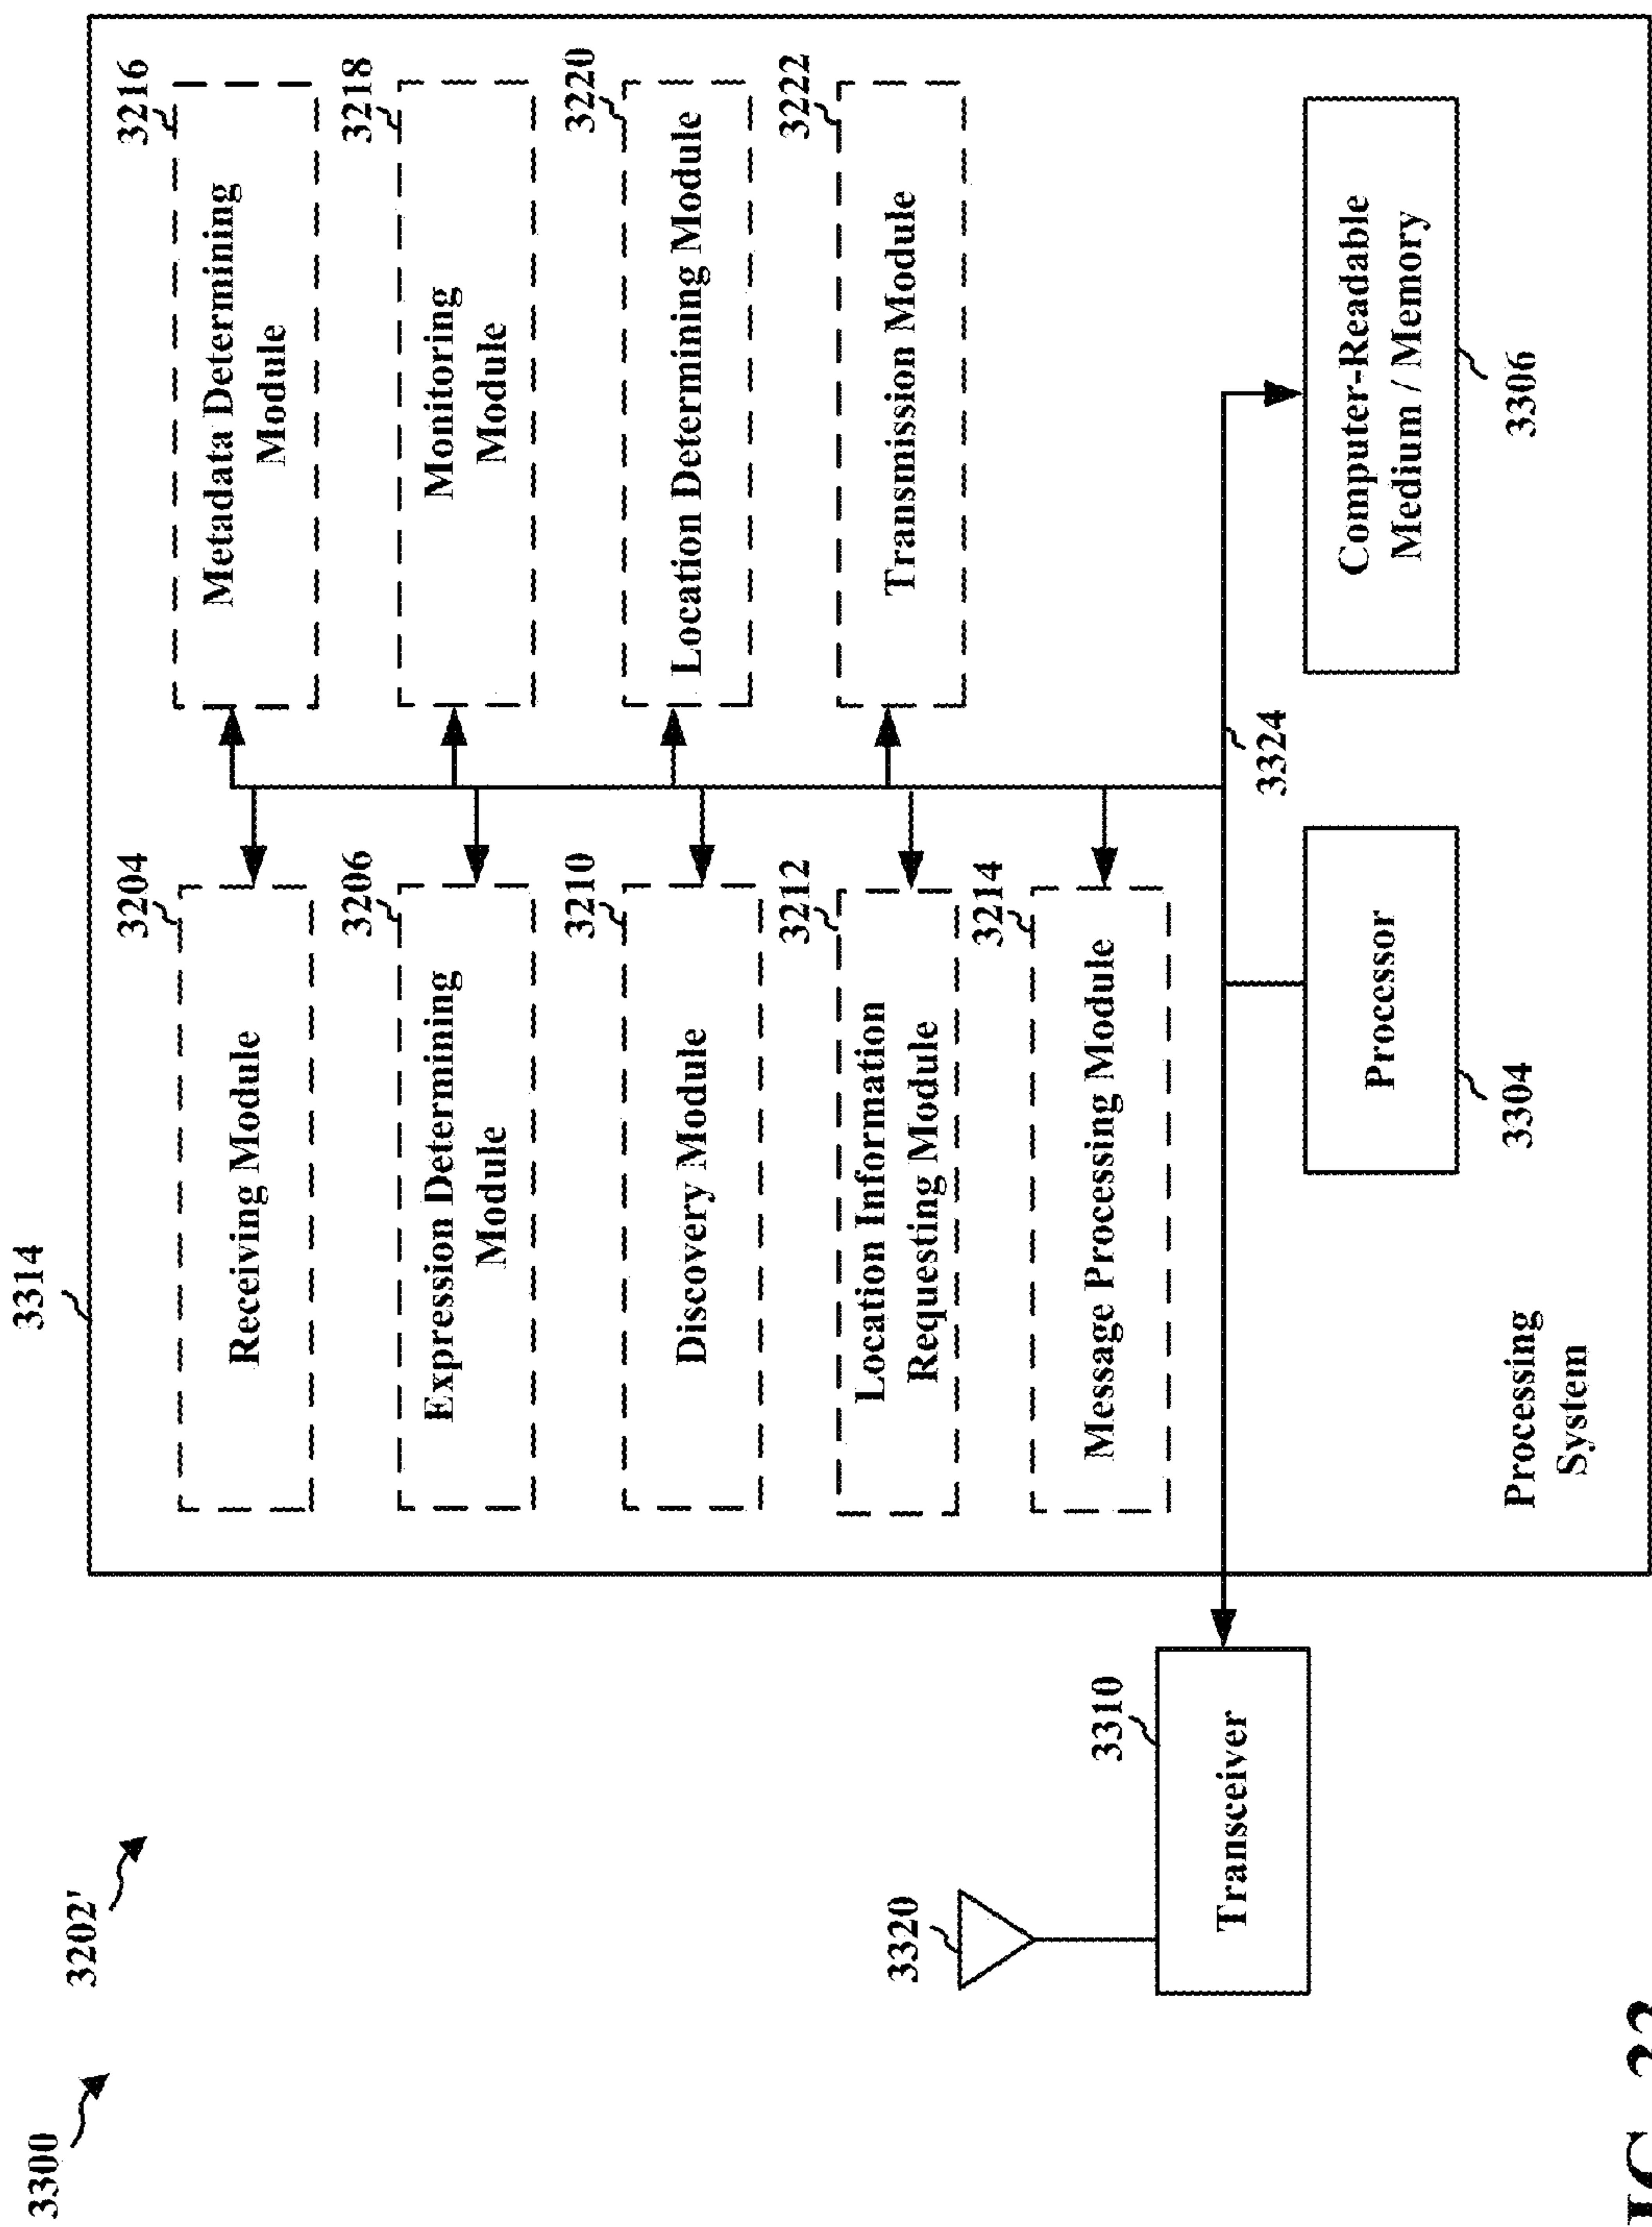 3300
3202'
3314
3204
Receiving Module
3216
Metadata Determining
Module
3206
Expression Determining
Module
3218
Monitoring
Module
3210
Discovery Module
3220
Location Determining Module
3212
Location Information
Requesting Module
3222
Transmission Module
3214
Message Processing Module
3320
3310
Transceiver
3324
Processor
3304
Computer-Readable
Medium / Memory
3306
Processing
System